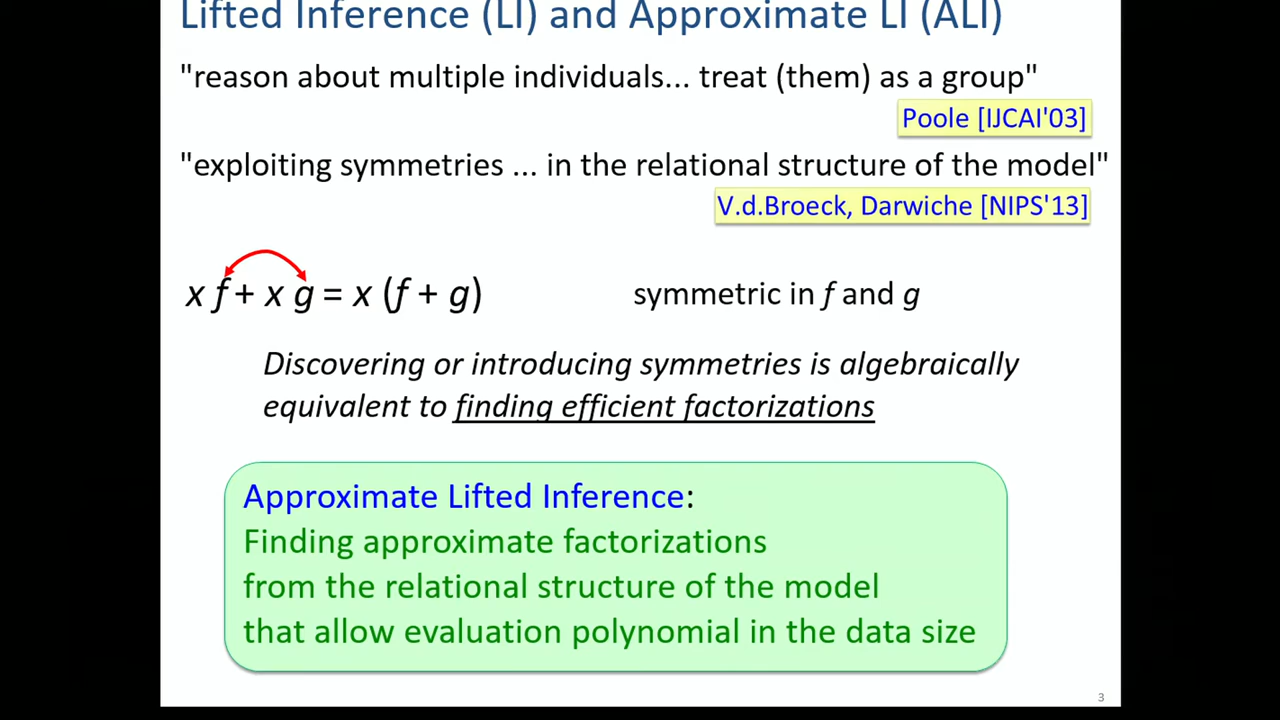 Lifted Inference (LI) and Approximate LI (ALI)
"reason about multiple individuals... treat (them) as a group"
Poole [IJCAI'03]
"exploiting symmetries ... in the relational structure of the model"
V.d.Broeck, Darwiche [NIPS'13]
x f + x g = x (f + g) symmetric in f and g
Discovering or introducing symmetries is algebraically
equivalent to finding efficient factorizations
Approximate Lifted Inference:
Finding approximate factorizations
from the relational structure of the model
that allow evaluation polynomial in the data size
3